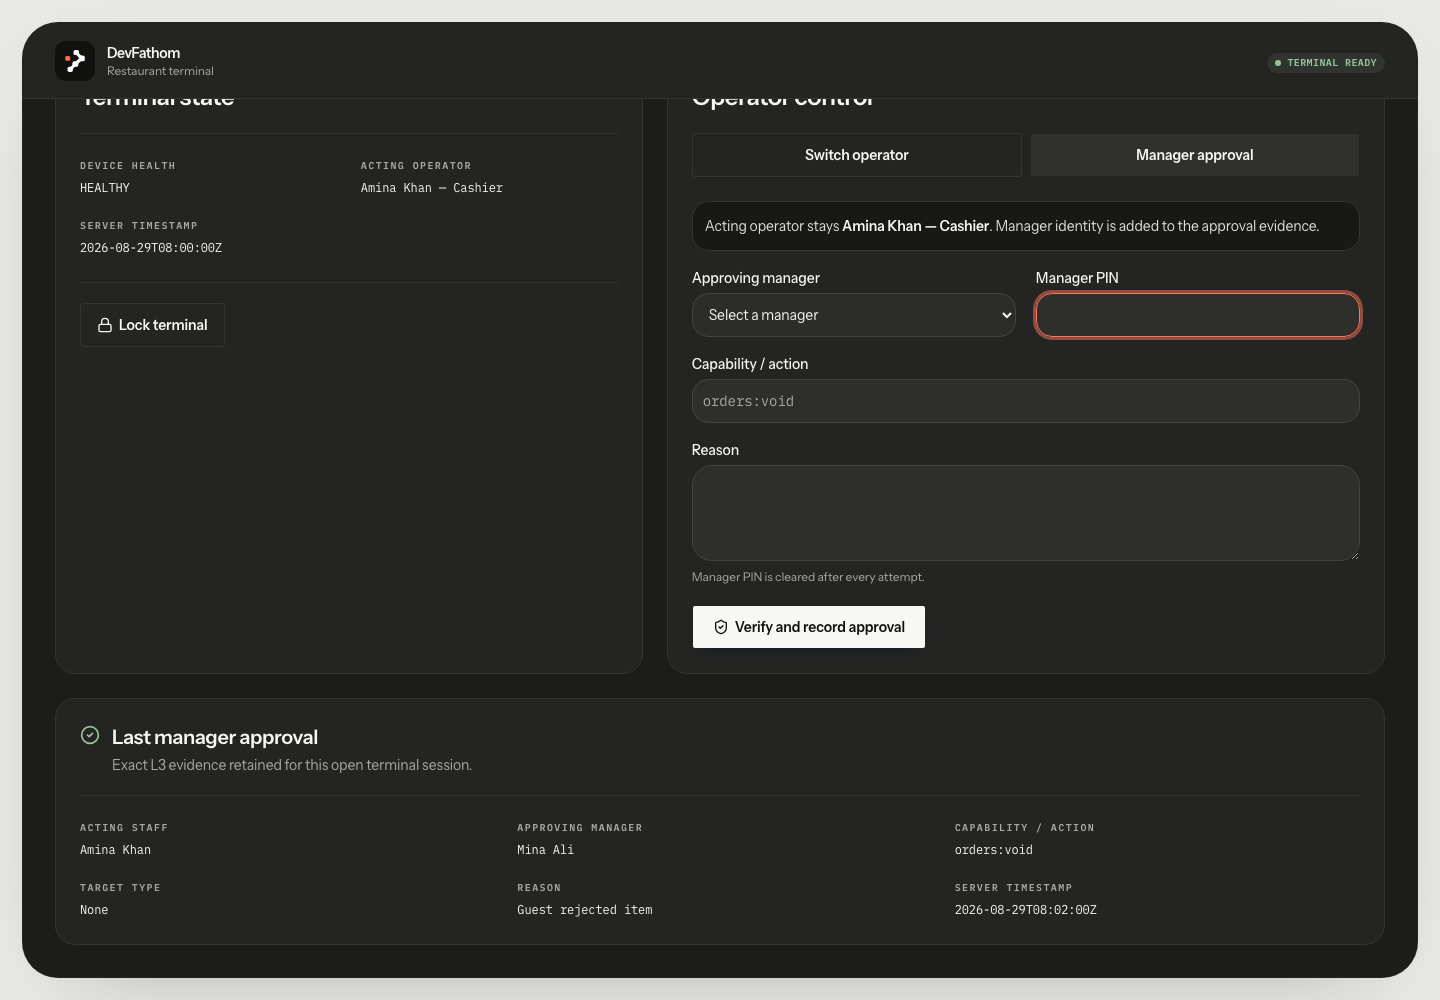 DevFathom
Restaurant terminal
TERMINAL READY
Terminal state
DEVICE HEALTH
HEALTHY
ACTING OPERATOR
Amina Khan — Cashier
SERVER TIMESTAMP
2026-08-29T08:00:00Z
Lock terminal
Operator control
Switch operator
Manager approval
Acting operator stays Amina Khan — Cashier. Manager identity is added to the approval evidence.
Approving manager
Select a manager
Manager PIN
Capability / action
orders:void
Reason
Manager PIN is cleared after every attempt.
Verify and record approval
Last manager approval
Exact L3 evidence retained for this open terminal session.
ACTING STAFF
Amina Khan
APPROVING MANAGER
Mina Ali
CAPABILITY / ACTION
orders:void
TARGET TYPE
None
REASON
Guest rejected item
SERVER TIMESTAMP
2026-08-29T08:02:00Z